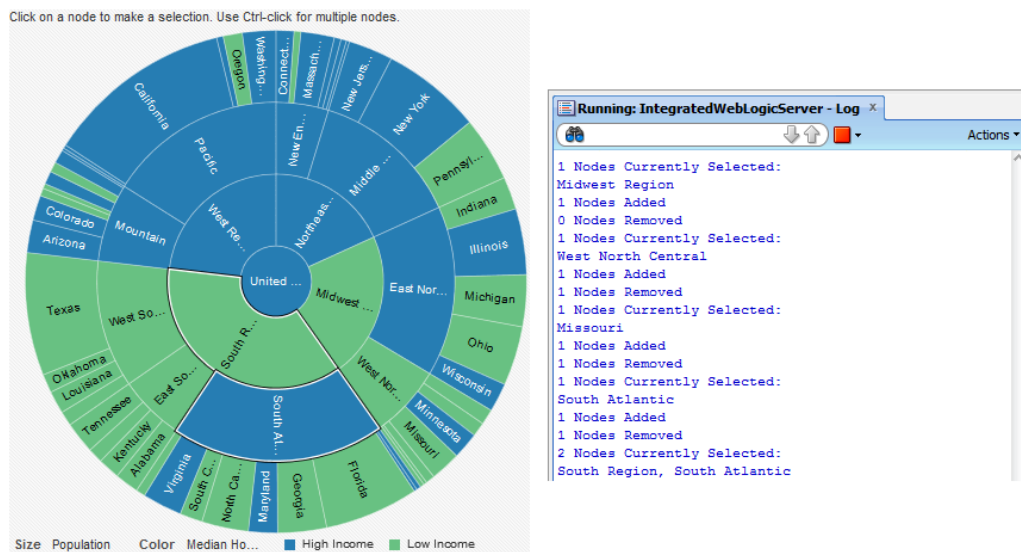 Click on a node to make a selection. Use Ctrl-click for multiple nodes.
United ...
West Re...
Northeas...
Midwest ...
South R...
Pacific
Mountain
New En...
Middle ...
East Nor...
West Nor...
South At...
East So...
West So...
California
Oregon
Washing...
Connect...
Massach...
New Jers...
New York
Pennsyl...
Indiana
Illinois
Michigan
Ohio
Wisconsin
Minnesota
Missouri
Florida
Georgia
Maryland
North Ca...
South C...
Virginia
Alabama
Kentucky
Tennessee
Louisiana
Oklahoma
Texas
Arizona
Colorado
Size Population Color Median Ho... High Income Low Income
Running: IntegratedWebLogicServer - Log x
Actions
1 Nodes Currently Selected:
Midwest Region
1 Nodes Added
0 Nodes Removed
1 Nodes Currently Selected:
West North Central
1 Nodes Added
1 Nodes Removed
1 Nodes Currently Selected:
Missouri
1 Nodes Added
1 Nodes Removed
1 Nodes Currently Selected:
South Atlantic
1 Nodes Added
1 Nodes Removed
2 Nodes Currently Selected:
South Region, South Atlantic